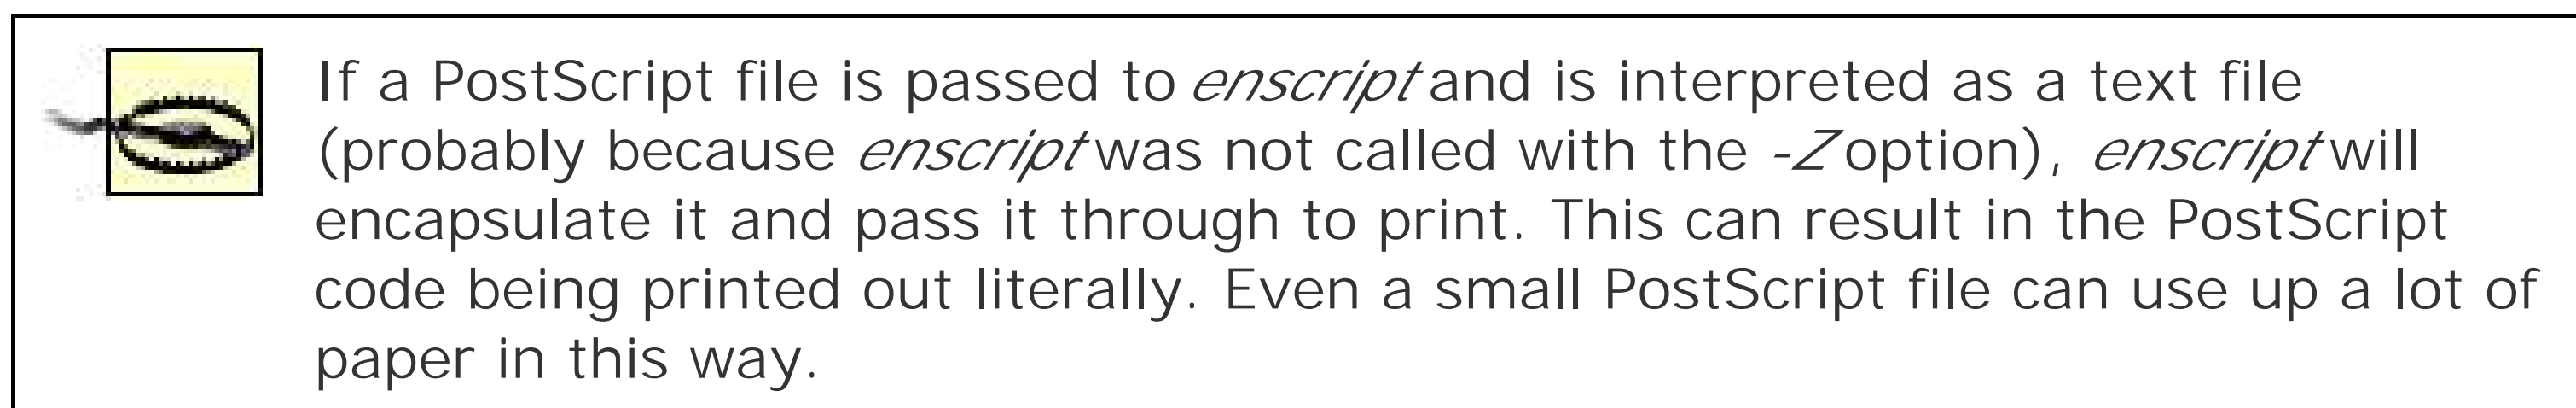 If a PostScript file is passed to enscript and is interpreted as a text file
(probably because enscript was not called with the -Z option), enscript will
encapsulate it and pass it through to print. This can result in the PostScript
code being printed out literally. Even a small PostScript file can use up a lot of
paper in this way.